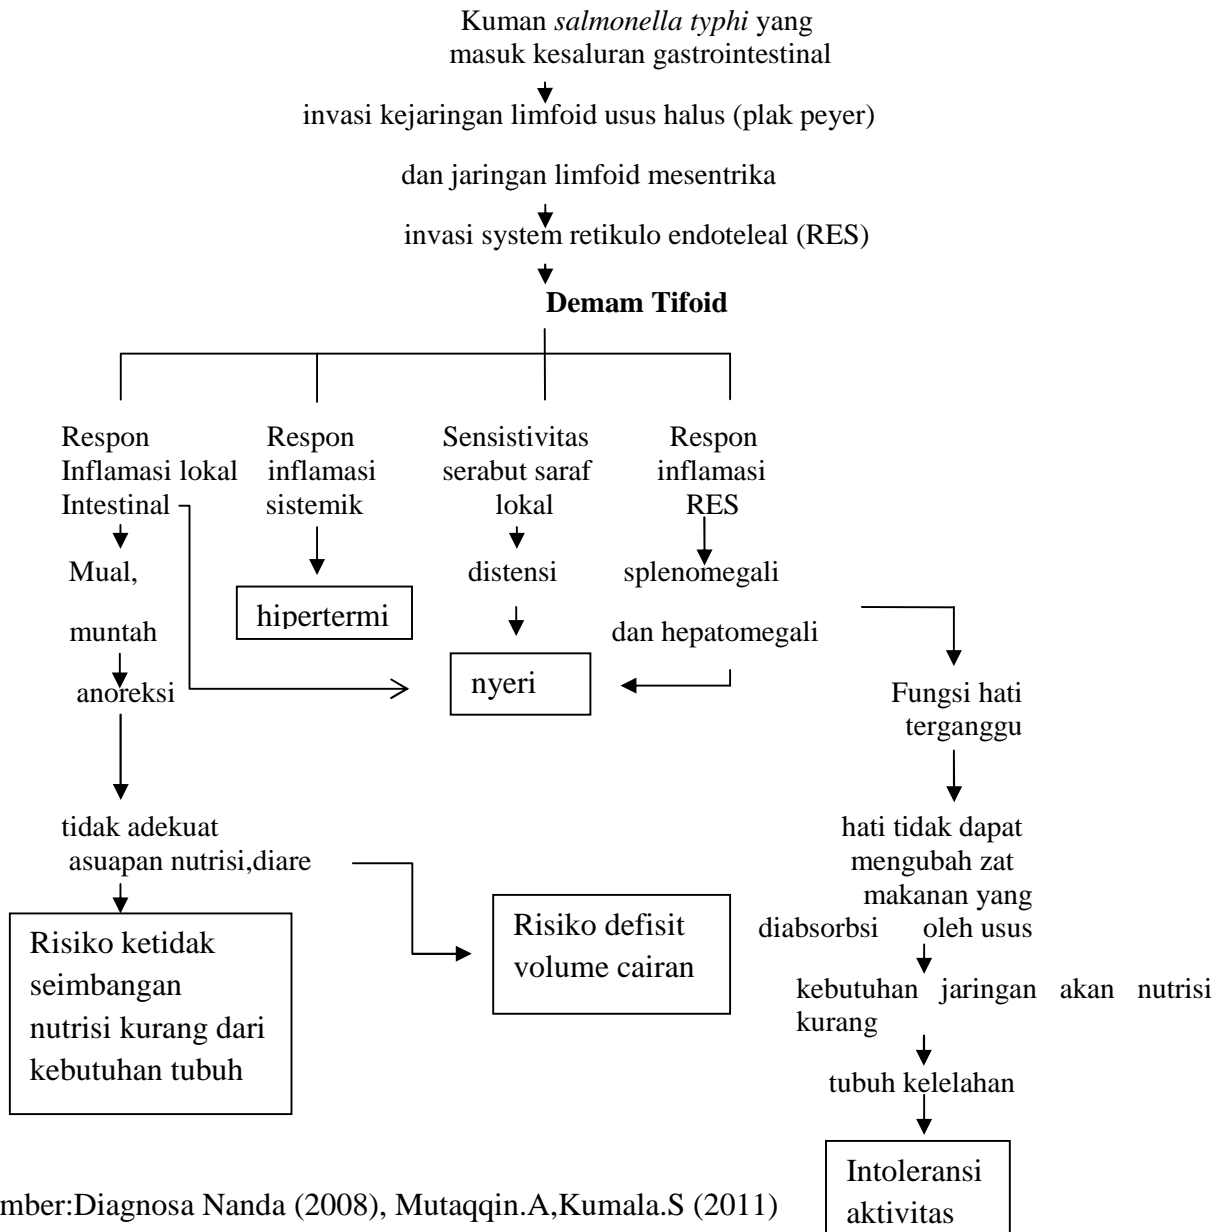 Kuman salmonella typhi yang
masuk kesaluran gastrointestinal
invasi kejaringan limfoid usus halus (plak peyer)
dan jaringan limfoid mesentrika
invasi system retikulo endoteleal (RES)
Demam Tifoid
Respon
Inflamasi lokal
Intestinal
Respon
inflamasi
sistemik
Sensistivitas
serabut saraf
lokal
Respon
inflamasi
RES
Mual,
muntah
anoreksi
hipertermi
distensi
nyeri
splenomegali
dan hepatomegali
Fungsi hati
terganggu
tidak adekuat
asuapan nutrisi,diare
hati tidak dapat
mengubah zat
makanan yang
diabsorbsi oleh usus
Risiko ketidak
seimbangan
nutrisi kurang dari
kebutuhan tubuh
Risiko defisit
volume cairan
kebutuhan jaringan akan nutrisi
kurang
tubuh kelelahan
Intoleransi
aktivitas
mber:Diagnosa Nanda (2008), Mutaqqin.A,Kumala.S (2011)